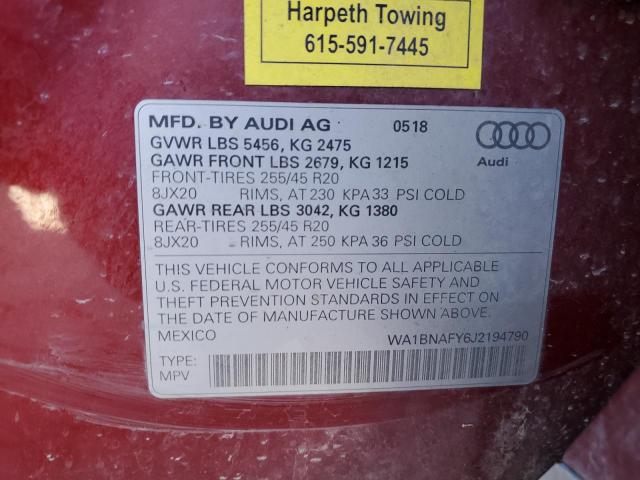 Harpeth Towing
615-591-7445
MFD. BY AUDI AG 0518
GVWR LBS 5456, KG 2475
GAWR FRONT LBS 2679, KG 1215
FRONT-TIRES 255/45 R20
8JX20 RIMS, AT 230 KPA 33 PSI COLD
GAWR REAR LBS 3042, KG 1380
REAR-TIRES 255/45 R20
8JX20 RIMS, AT 250 KPA 36 PSI COLD
Audi
THIS VEHICLE CONFORMS TO ALL APPLICABLE
U.S. FEDERAL MOTOR VEHICLE SAFETY AND
THEFT PREVENTION STANDARDS IN EFFECT ON
THE DATE OF MANUFACTURE SHOWN ABOVE.
MEXICO WA1BNAFY6J2194790
TYPE:
MPV